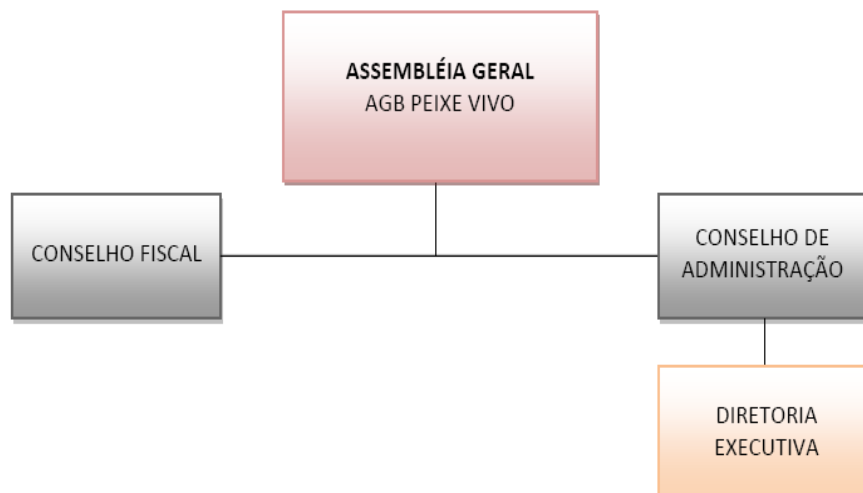 ASSEMBLÉIA GERAL
AGB PEIXE VIVO
CONSELHO FISCAL
CONSELHO DE
ADMINISTRAÇÃO
DIRETORIA
EXECUTIVA